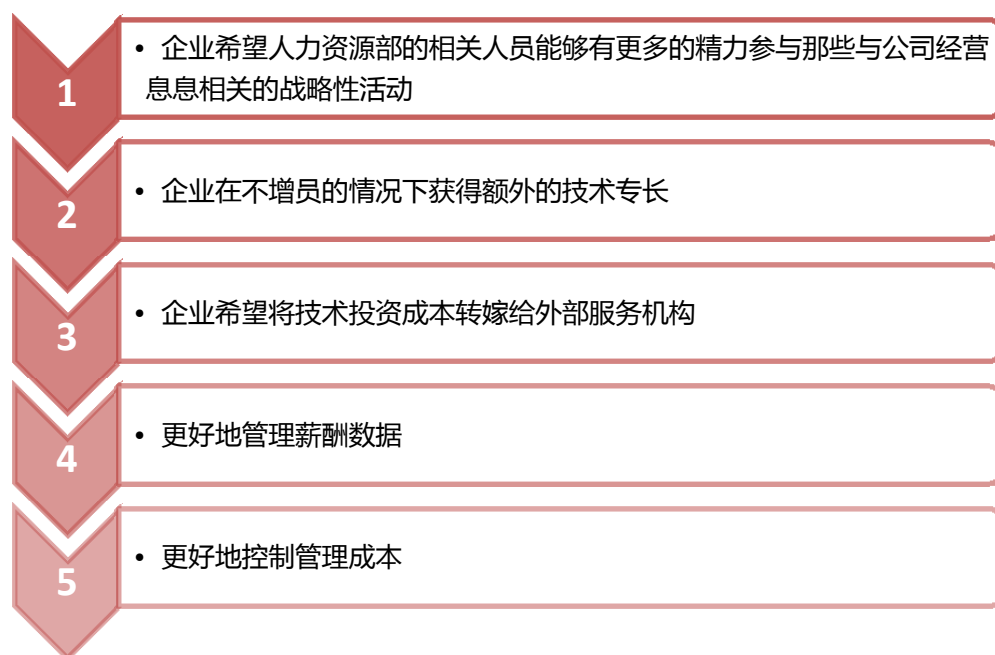 1
• 企业希望人力资源部的相关人员能够有更多的精力参与那些与公司经营
息息相关的战略性活动
2
• 企业在不增员的情况下获得额外的技术专长
3
• 企业希望将技术投资成本转嫁给外部服务机构
4
• 更好地管理薪酬数据
5
• 更好地控制管理成本